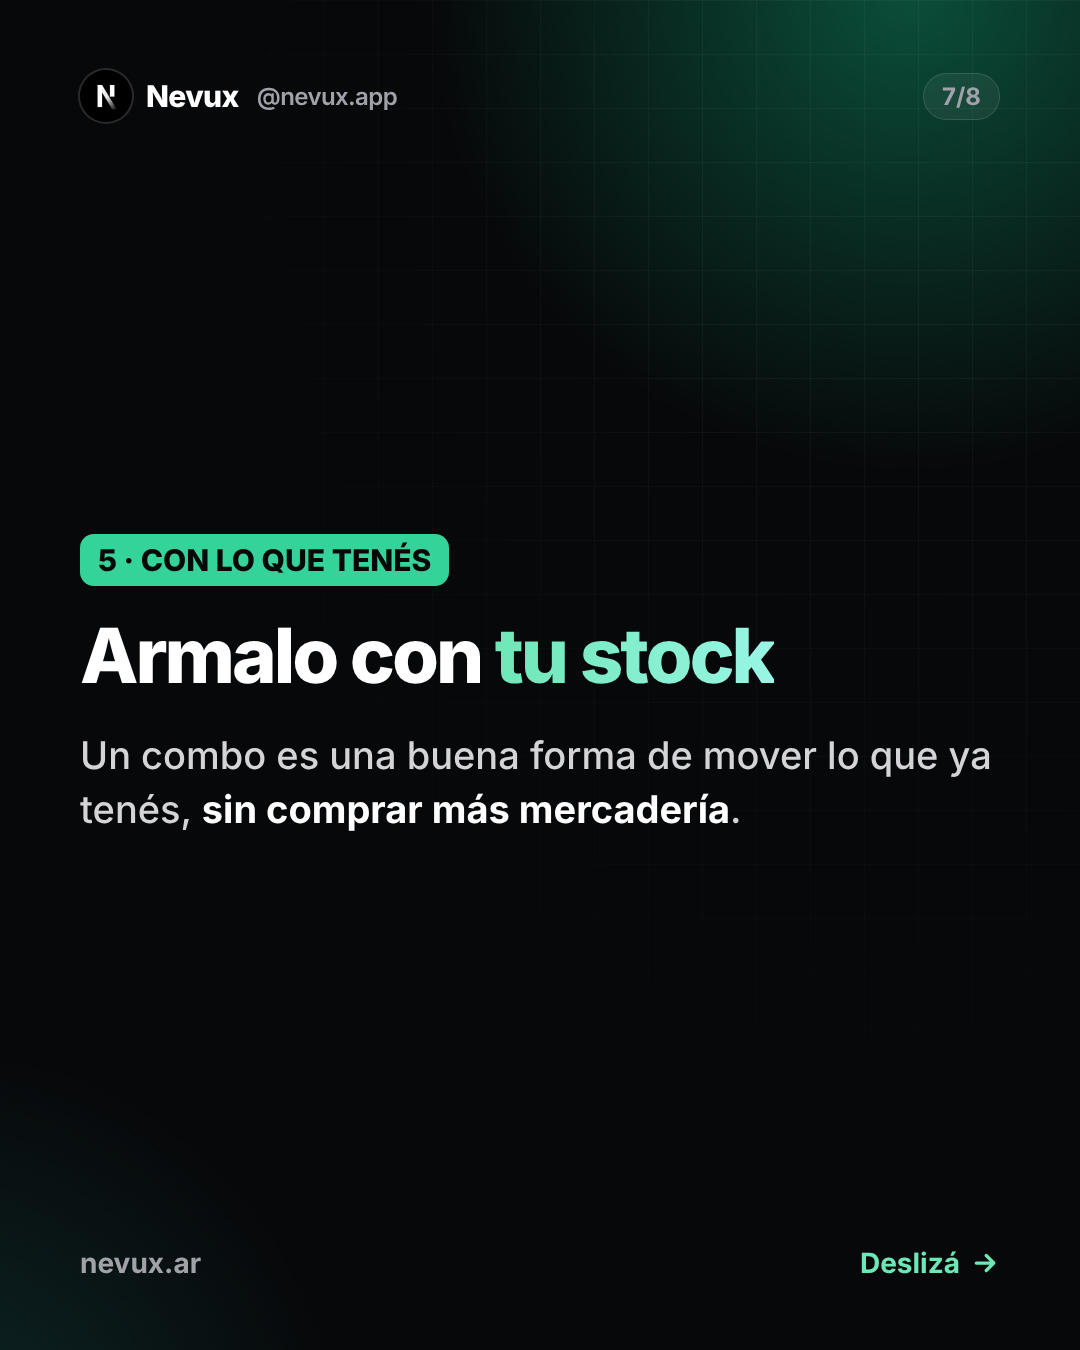 N Nevux @nevux.app 7/8
5 · CON LO QUE TENÉS
Armalo con tu stock
Un combo es una buena forma de mover lo que ya
tenés, sin comprar más mercadería.
nevux.ar Deslizá →